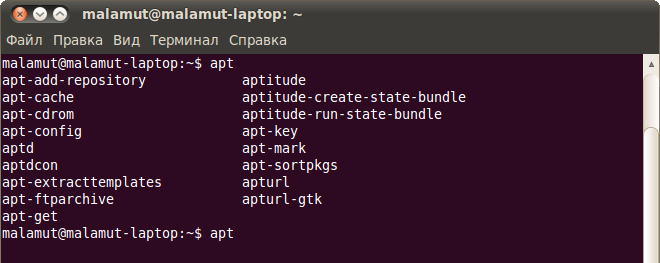 malamut@malamut-laptop: ~
Файл Правка Вид Терминал Справка
malamut@malamut-laptop:~$ apt
apt-add-repository aptitude
apt-cache aptitude-create-state-bundle
apt-cdrom aptitude-run-state-bundle
apt-config apt-key
aptd apt-mark
aptdcon apt-sortpkgs
apt-extracttemplates apturl
apt-ftparchive apturl-gtk
apt-get
malamut@malamut-laptop:~$ apt